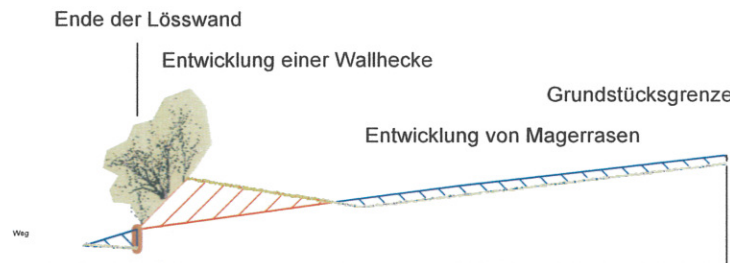 Ende der Lösswand
Entwicklung einer Wallhecke
Grundstücksgrenze
Entwicklung von Magerrasen
Weg